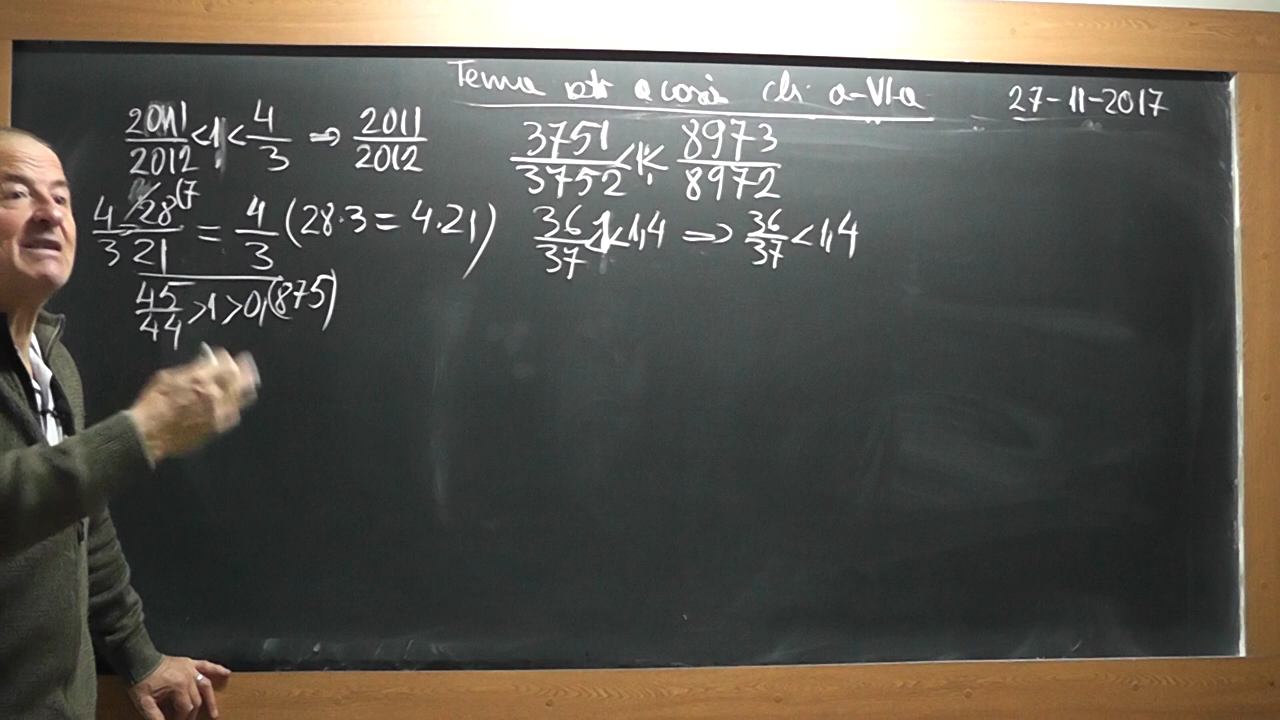 Tema ptr acasă cls a-VI-a 27-11-2017
2011/2012 < 1 < 4/3 ⇒ 2011/2012
3751/3752 < 1 < 8973/8972
4/3 = 28/21 (7 = 4/3 (28·3 = 4·21)
36/37 < 1 < 1,4 ⇒ 36/37 < 1,4
45/44 > 1 > 0,(875)